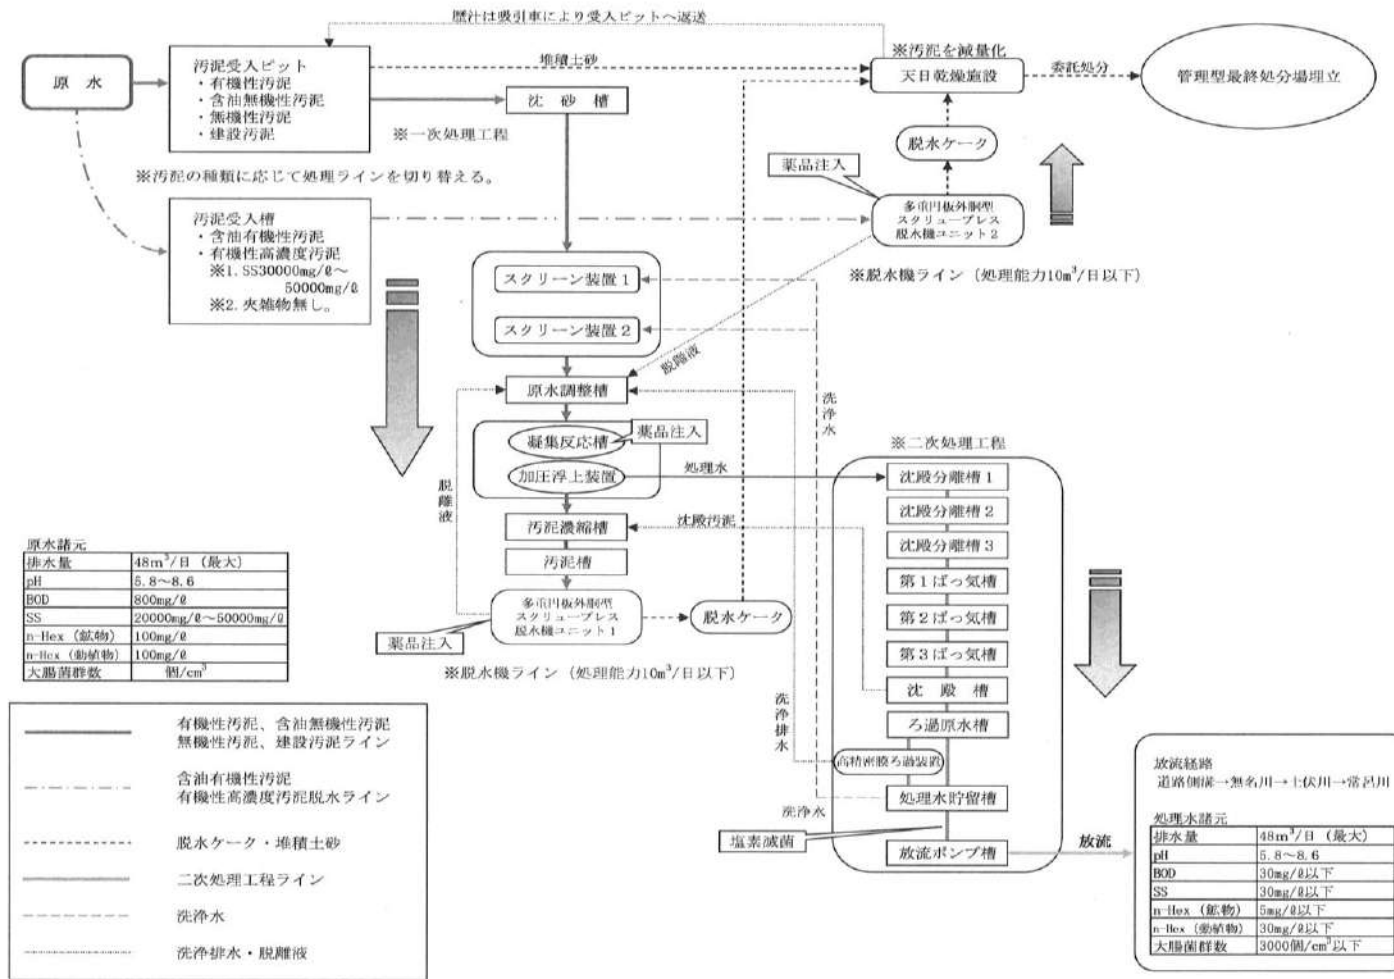 歴汁は吸引車により受入ピットへ返送
原 水
汚泥受入ピット
・有機性汚泥
・含油無機性汚泥
・無機性汚泥
・建設汚泥
堆積土砂
沈 砂 槽
※一次処理工程
※汚泥を減量化
天日乾燥施設
委託処分
管理型最終処分場埋立
脱水ケータ
薬品注入
多重円板外胴型
スクリュープレス
脱水機ユニット2
※脱水機ライン（処理能力10m³/日以下）
※汚泥の種類に応じて処理ラインを切り替える。
汚泥受入槽
・含油有機性汚泥
・有機性高濃度汚泥
※1. SS30000mg/ℓ～
50000mg/ℓ
※2. 夾雑物無し。
スクリーン装置1
スクリーン装置2
脱離液
原水調整槽
洗浄水
凝集反応槽
薬品注入
加圧浮上装置
処理水
脱離液
汚泥濃縮槽
沈殿汚泥
汚泥槽
多重円板外胴型
スクリュープレス
脱水機ユニット1
薬品注入
脱水ケータ
※脱水機ライン（処理能力10m³/日以下）
※二次処理工程
沈殿分離槽1
沈殿分離槽2
沈殿分離槽3
第1ばっ気槽
第2ばっ気槽
第3ばっ気槽
沈 殿 槽
ろ過原水槽
洗浄排水
高精密膜ろ過装置
処理水貯留槽
洗浄水
塩素滅菌
放流ポンプ槽
放流
原水諸元
排水量 48m³/日（最大）
pH 5.8～8.6
BOD 800mg/ℓ
SS 20000mg/ℓ～50000mg/ℓ
n-Hex（鉱物） 100mg/ℓ
n-Hex（動植物） 100mg/ℓ
大腸菌群数 個/cm³
有機性汚泥、含油無機性汚泥
無機性汚泥、建設汚泥ライン
含油有機性汚泥
有機性高濃度汚泥脱水ライン
脱水ケータ・堆積土砂
二次処理工程ライン
洗浄水
洗浄排水・脱離液
放流経路
道路側溝→無名川→上伏川→常呂川
処理水諸元
排水量 48m³/日（最大）
pH 5.8～8.6
BOD 30mg/ℓ以下
SS 30mg/ℓ以下
n-Hex（鉱物） 5mg/ℓ以下
n-Hex（動植物） 30mg/ℓ以下
大腸菌群数 3000個/cm³以下